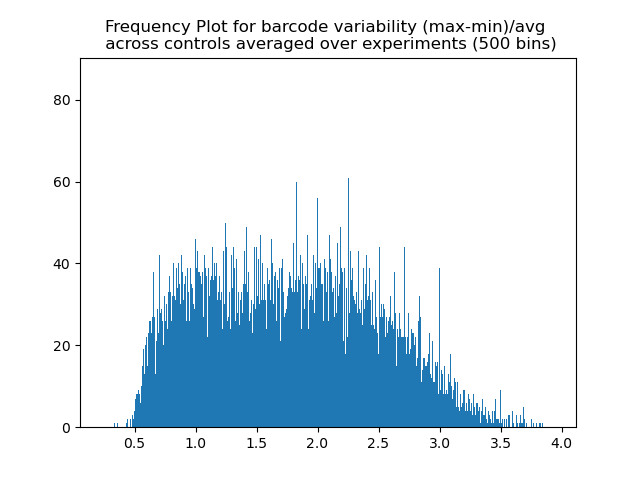 Frequency Plot for barcode variability (max-min)/avg
across controls averaged over experiments (500 bins)
80
60
40
20
0
0.5 1.0 1.5 2.0 2.5 3.0 3.5 4.0